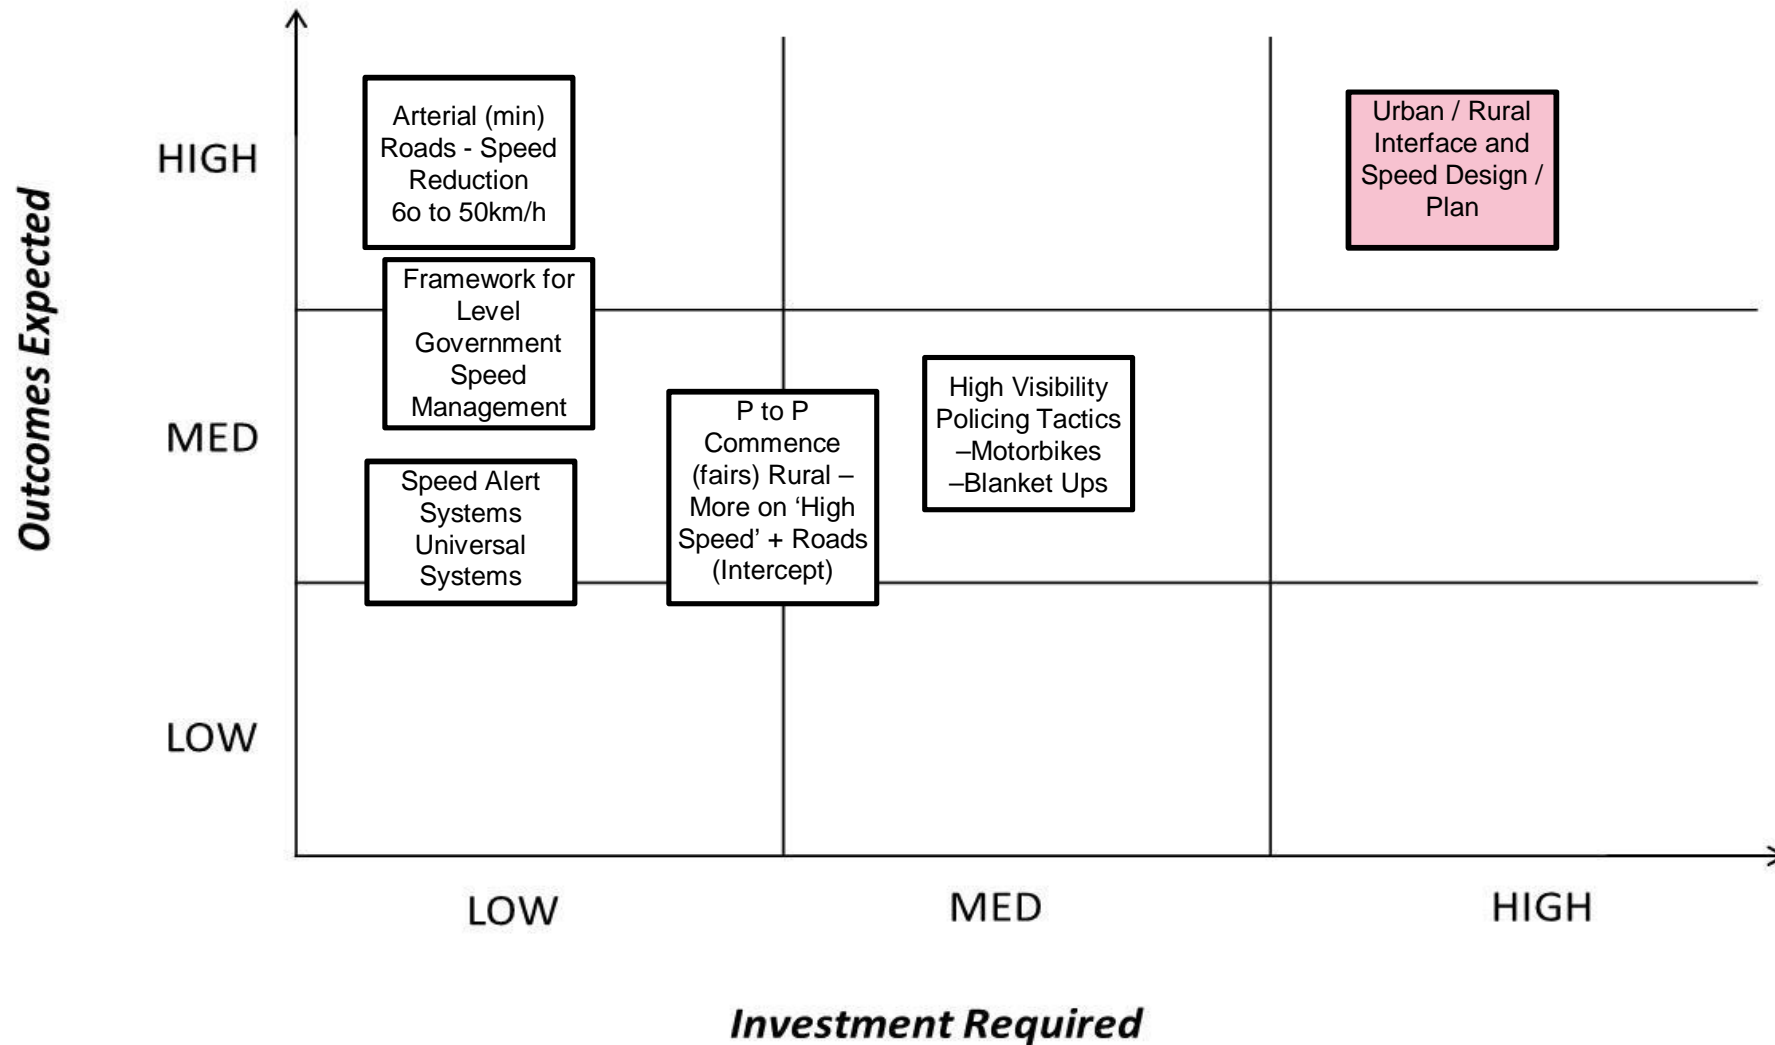 Outcomes Expected
HIGH
MED
LOW
Arterial (min)
Roads - Speed
Reduction
6o to 50km/h
Framework for
Level
Government
Speed
Management
Speed Alert
Systems
Universal
Systems
P to P
Commence
(fairs) Rural –
More on ‘High
Speed’ + Roads
(Intercept)
High Visibility
Policing Tactics
–Motorbikes
–Blanket Ups
Urban / Rural
Interface and
Speed Design /
Plan
LOW
MED
HIGH
Investment Required